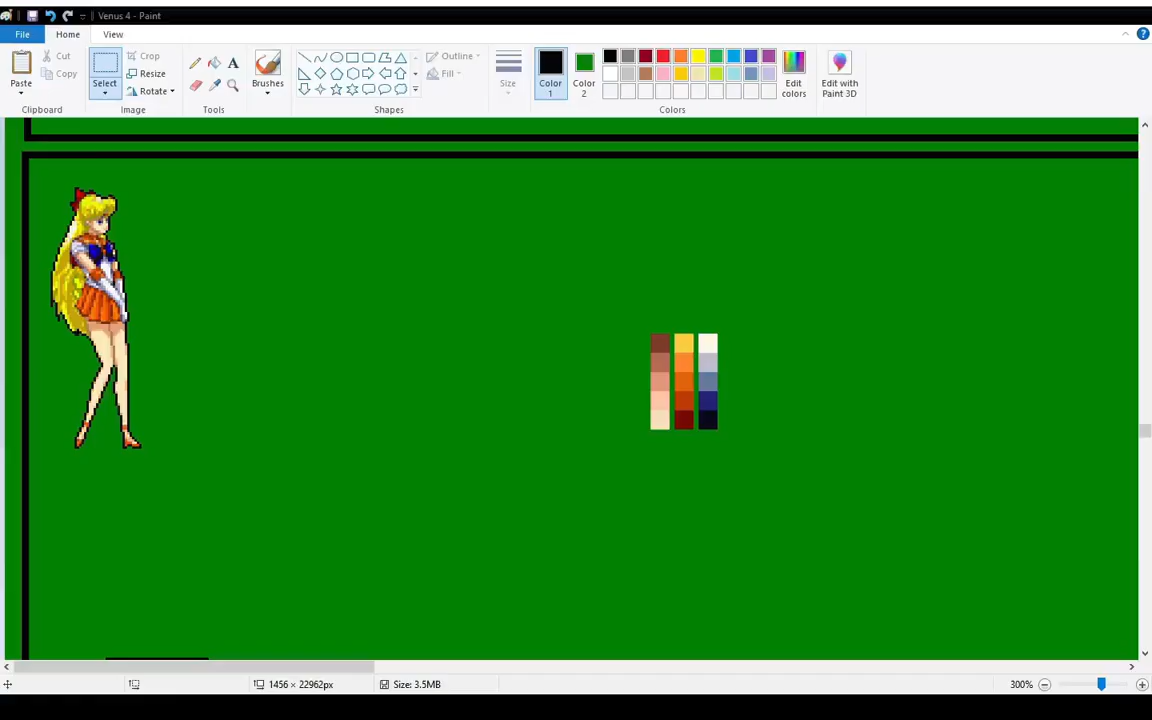 Venus 4 - Paint
File Home View
Paste
Cut
Copy
Clipboard
Select
Crop
Resize
Rotate
Image
A
Tools
Brushes
Shapes
Outline
Fill
Size
Color 1
Color 2
Edit colors
Colors
Edit with Paint 3D
1456 × 22962px
Size: 3.5MB
300%